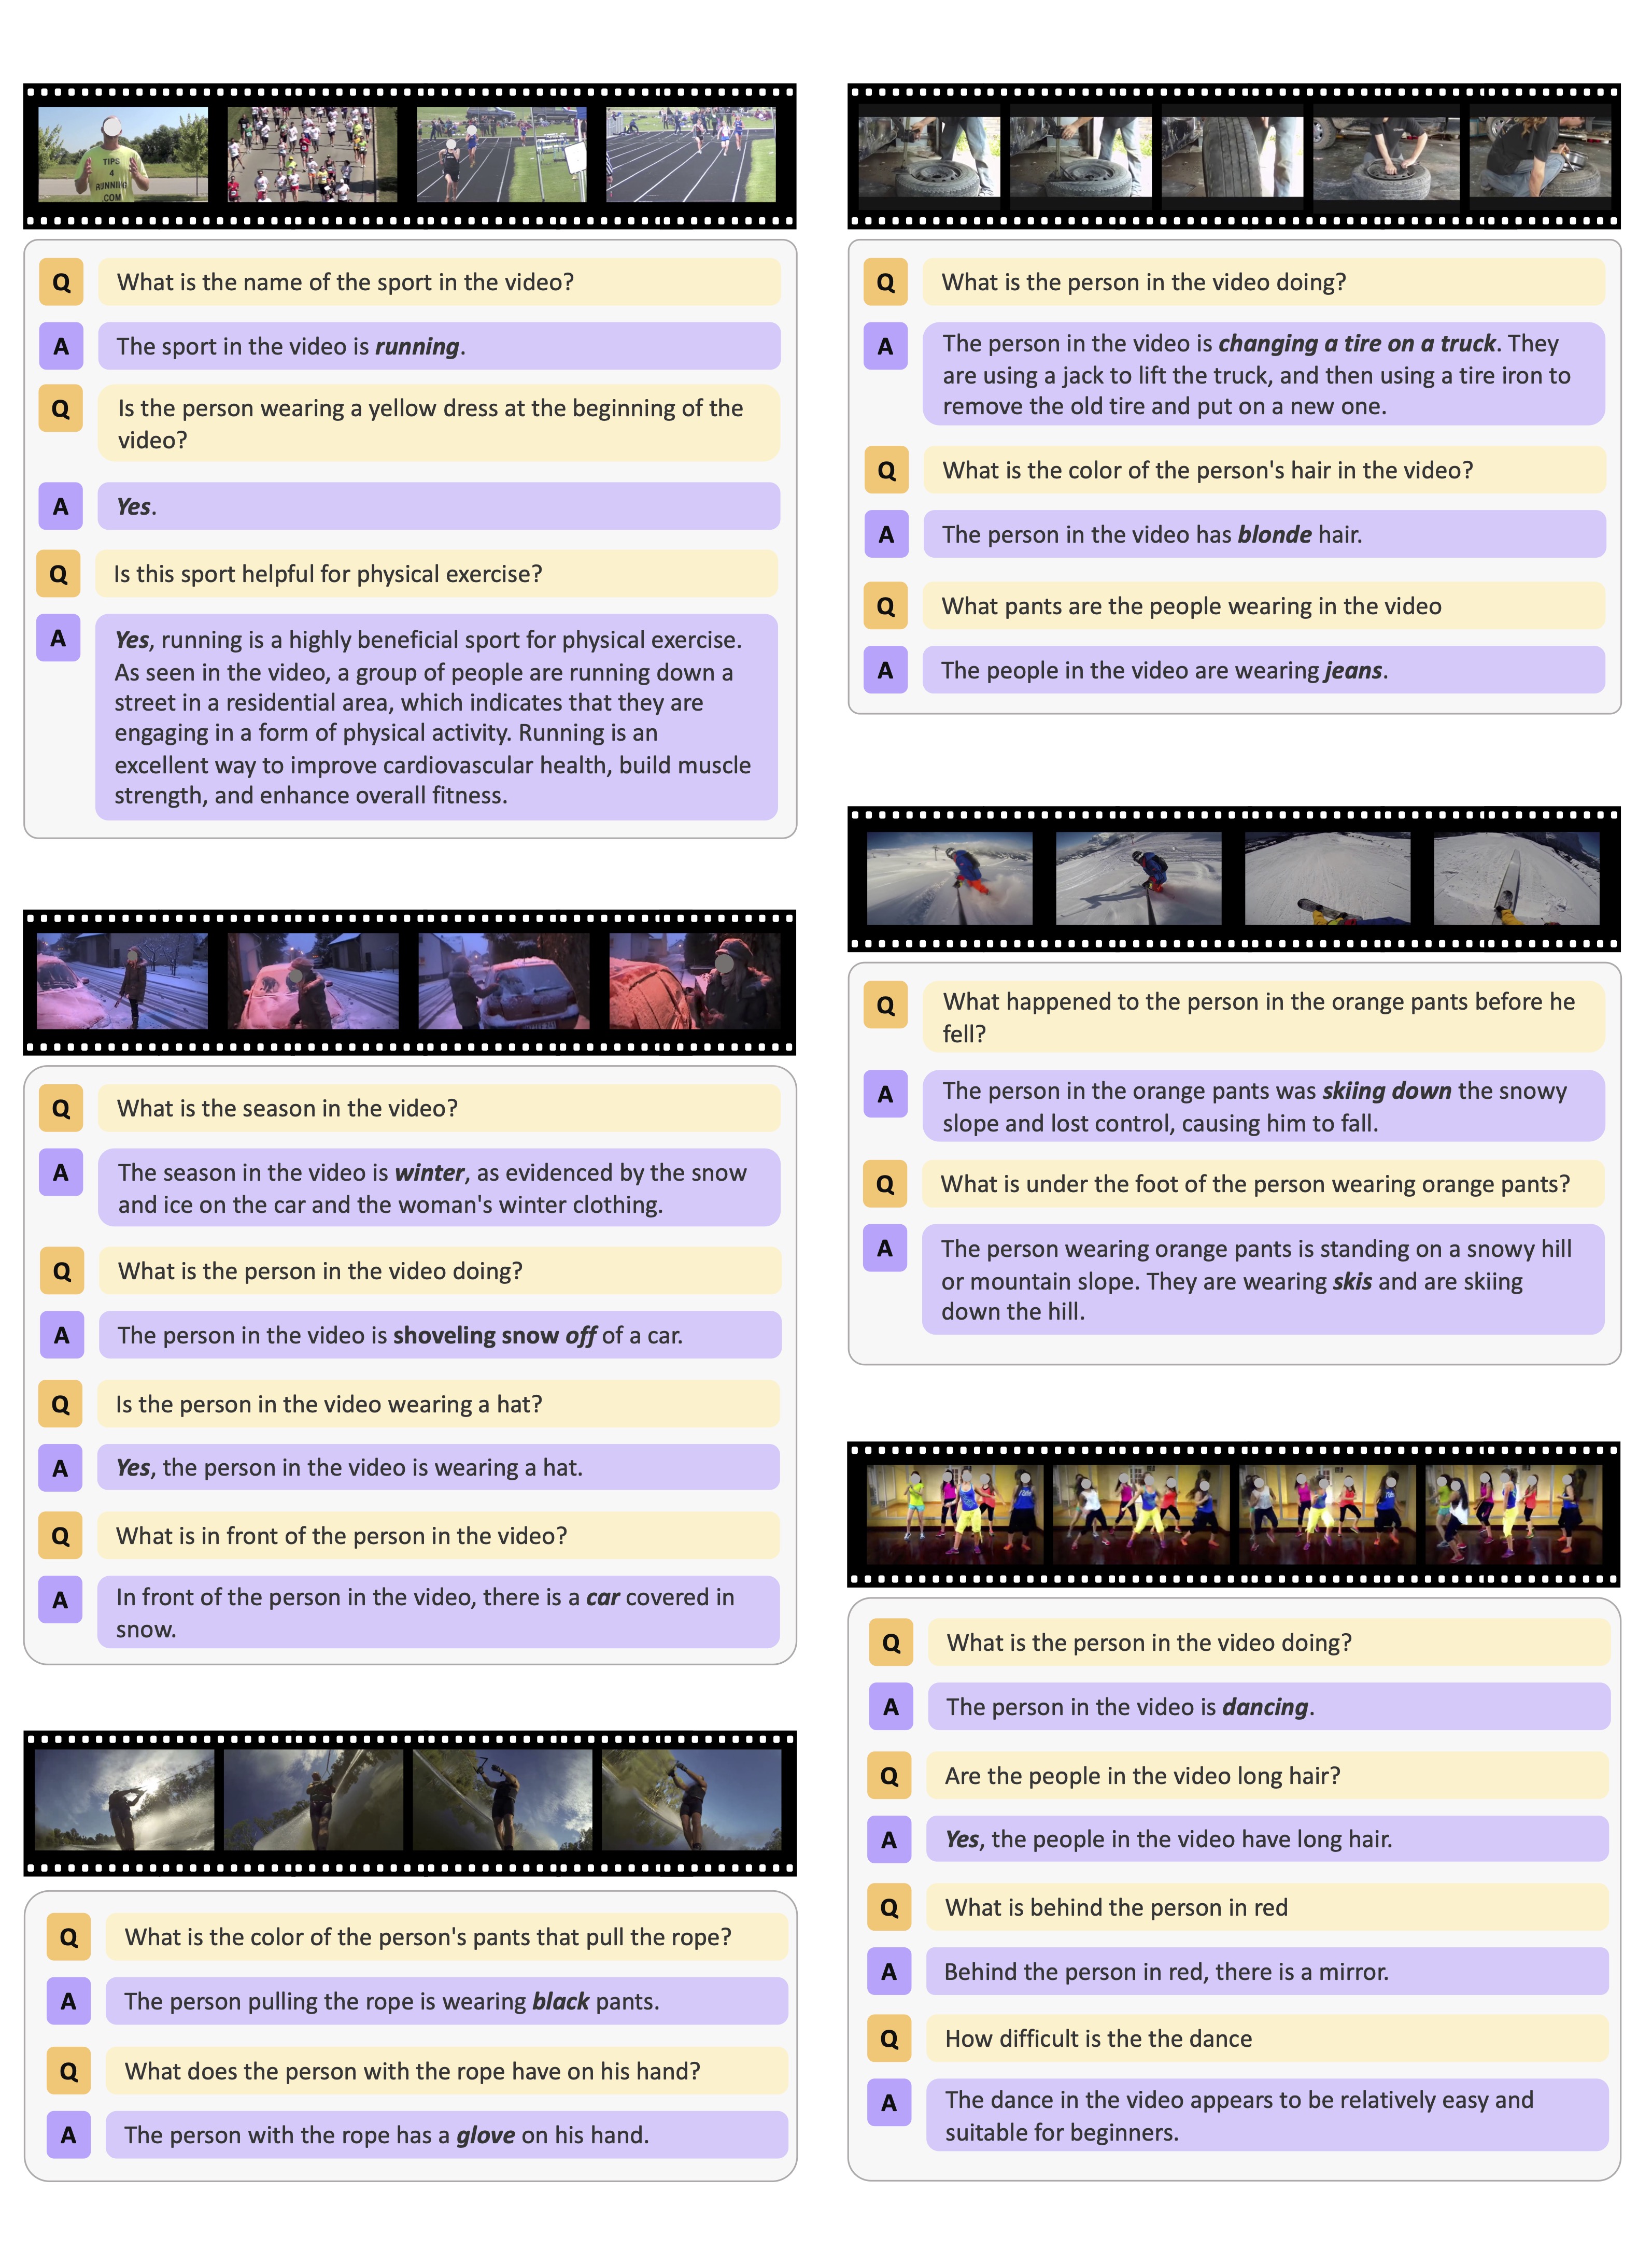 TIPS
4
RUNNING
.COM
Q
What is the name of the sport in the video?
A
The sport in the video is running.
Q
Is the person wearing a yellow dress at the beginning of the
video?
A
Yes.
Q
Is this sport helpful for physical exercise?
A
Yes, running is a highly beneficial sport for physical exercise.
As seen in the video, a group of people are running down a
street in a residential area, which indicates that they are
engaging in a form of physical activity. Running is an
excellent way to improve cardiovascular health, build muscle
strength, and enhance overall fitness.
Q
What is the season in the video?
A
The season in the video is winter, as evidenced by the snow
and ice on the car and the woman's winter clothing.
Q
What is the person in the video doing?
A
The person in the video is shoveling snow off of a car.
Q
Is the person in the video wearing a hat?
A
Yes, the person in the video is wearing a hat.
Q
What is in front of the person in the video?
A
In front of the person in the video, there is a car covered in
snow.
Q
What is the color of the person's pants that pull the rope?
A
The person pulling the rope is wearing black pants.
Q
What does the person with the rope have on his hand?
A
The person with the rope has a glove on his hand.
Q
What is the person in the video doing?
A
The person in the video is changing a tire on a truck. They
are using a jack to lift the truck, and then using a tire iron to
remove the old tire and put on a new one.
Q
What is the color of the person's hair in the video?
A
The person in the video has blonde hair.
Q
What pants are the people wearing in the video
A
The people in the video are wearing jeans.
Q
What happened to the person in the orange pants before he
fell?
A
The person in the orange pants was skiing down the snowy
slope and lost control, causing him to fall.
Q
What is under the foot of the person wearing orange pants?
A
The person wearing orange pants is standing on a snowy hill
or mountain slope. They are wearing skis and are skiing
down the hill.
Q
What is the person in the video doing?
A
The person in the video is dancing.
Q
Are the people in the video long hair?
A
Yes, the people in the video have long hair.
Q
What is behind the person in red
A
Behind the person in red, there is a mirror.
Q
How difficult is the the dance
A
The dance in the video appears to be relatively easy and
suitable for beginners.